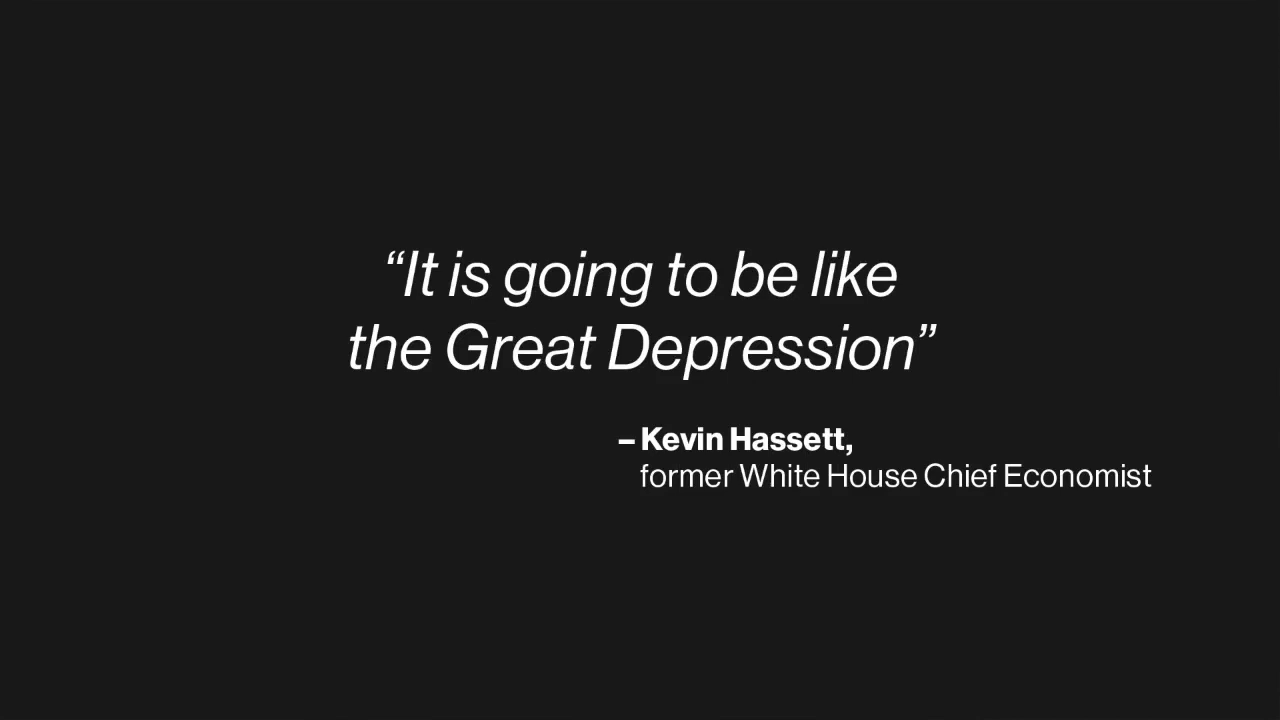 “It is going to be like
the Great Depression”
– Kevin Hassett,
former White House Chief Economist